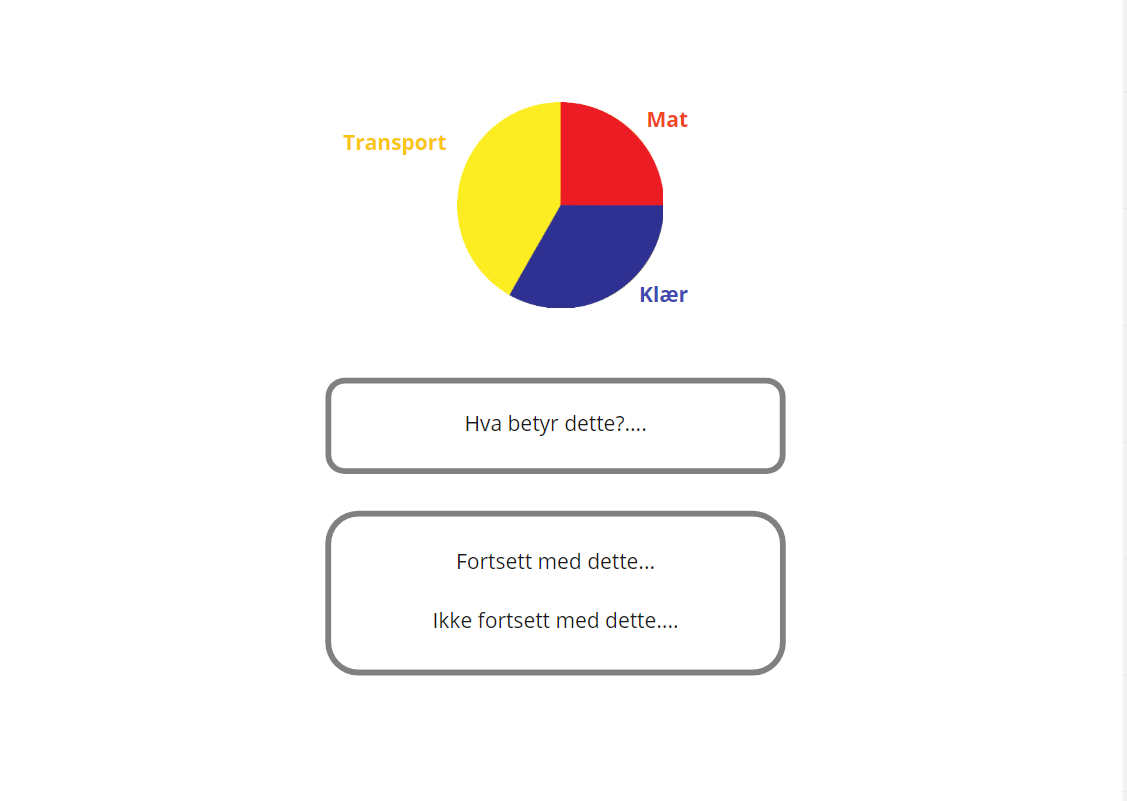 Mat
Transport
Klær
Hva betyr dette?....
Fortsett med dette...
Ikke fortsett med dette....